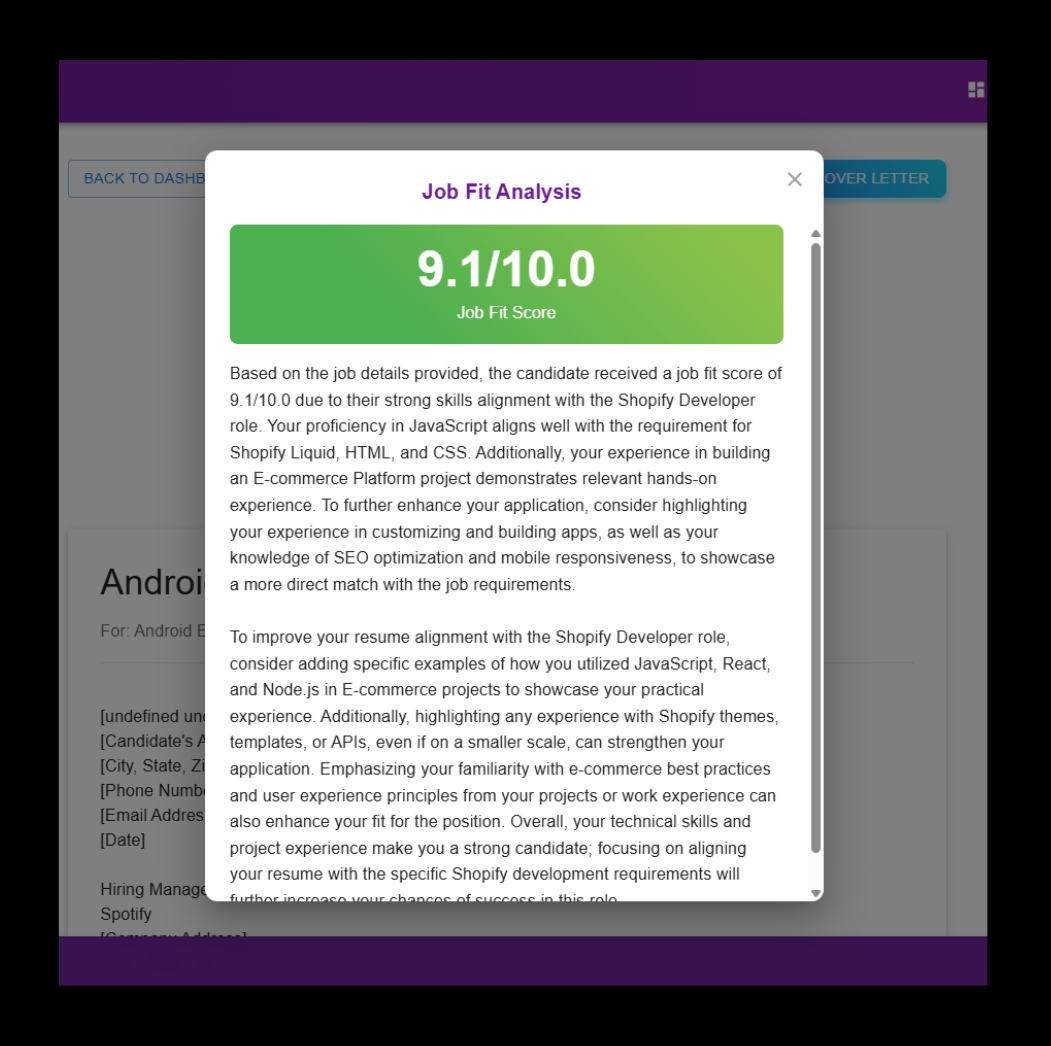 BACK TO DASHB
OVER LETTER
Job Fit Analysis
9.1/10.0
Job Fit Score
Based on the job details provided, the candidate received a job fit score of
9.1/10.0 due to their strong skills alignment with the Shopify Developer
role. Your proficiency in JavaScript aligns well with the requirement for
Shopify Liquid, HTML, and CSS. Additionally, your experience in building
an E-commerce Platform project demonstrates relevant hands-on
experience. To further enhance your application, consider highlighting
your experience in customizing and building apps, as well as your
knowledge of SEO optimization and mobile responsiveness, to showcase
a more direct match with the job requirements.
To improve your resume alignment with the Shopify Developer role,
consider adding specific examples of how you utilized JavaScript, React,
and Node.js in E-commerce projects to showcase your practical
experience. Additionally, highlighting any experience with Shopify themes,
templates, or APIs, even if on a smaller scale, can strengthen your
application. Emphasizing your familiarity with e-commerce best practices
and user experience principles from your projects or work experience can
also enhance your fit for the position. Overall, your technical skills and
project experience make you a strong candidate; focusing on aligning
your resume with the specific Shopify development requirements will
further increase your chances of success in this role.
Androi
For: Android E
[undefined und
[Candidate's A
[City, State, Zi
[Phone Numbe
[Email Addres
[Date]
Hiring Manage
Spotify
[Company Address]